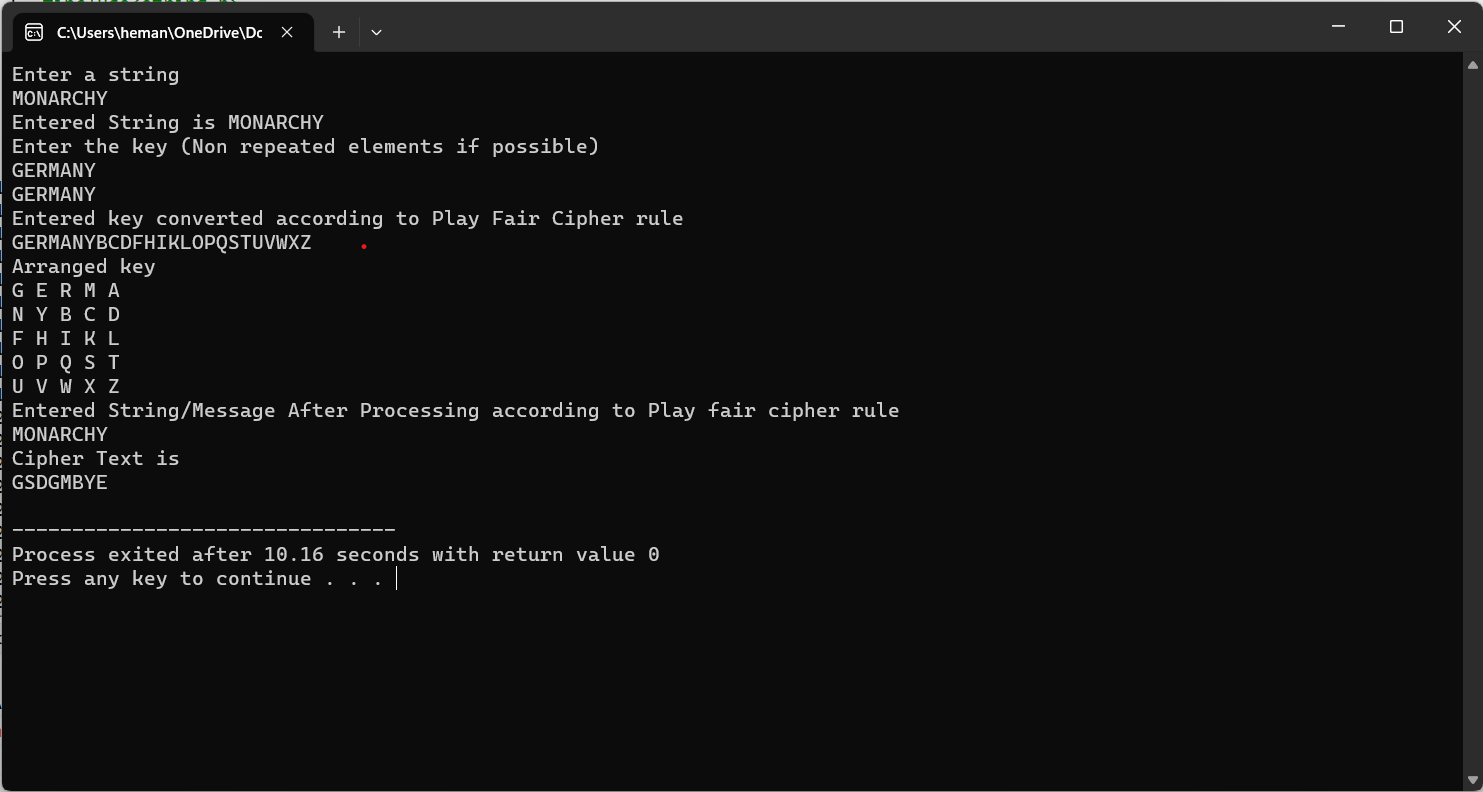 C:\Users\heman\OneDrive\Dc
Enter a string
MONARCHY
Entered String is MONARCHY
Enter the key (Non repeated elements if possible)
GERMANY
GERMANY
Entered key converted according to Play Fair Cipher rule
GERMANYBCDFHIKLOPQSTUVWXZ
Arranged key
G E R M A
N Y B C D
F H I K L
O P Q S T
U V W X Z
Entered String/Message After Processing according to Play fair cipher rule
MONARCHY
Cipher Text is
GSDGMBYE
--------------------------------
Process exited after 10.16 seconds with return value 0
Press any key to continue . . .